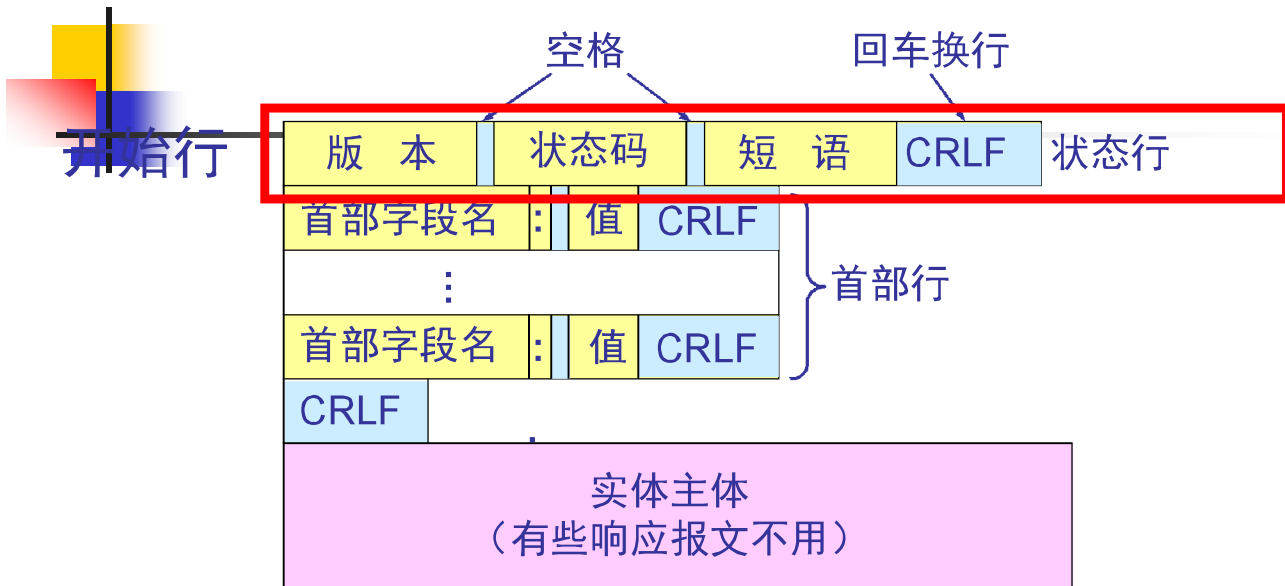 空格 回车换行
开始行 版 本 状态码 短 语 CRLF 状态行
首部字段名 : 值 CRLF
⋮ 首部行
首部字段名 : 值 CRLF
CRLF
实体主体
（有些响应报文不用）